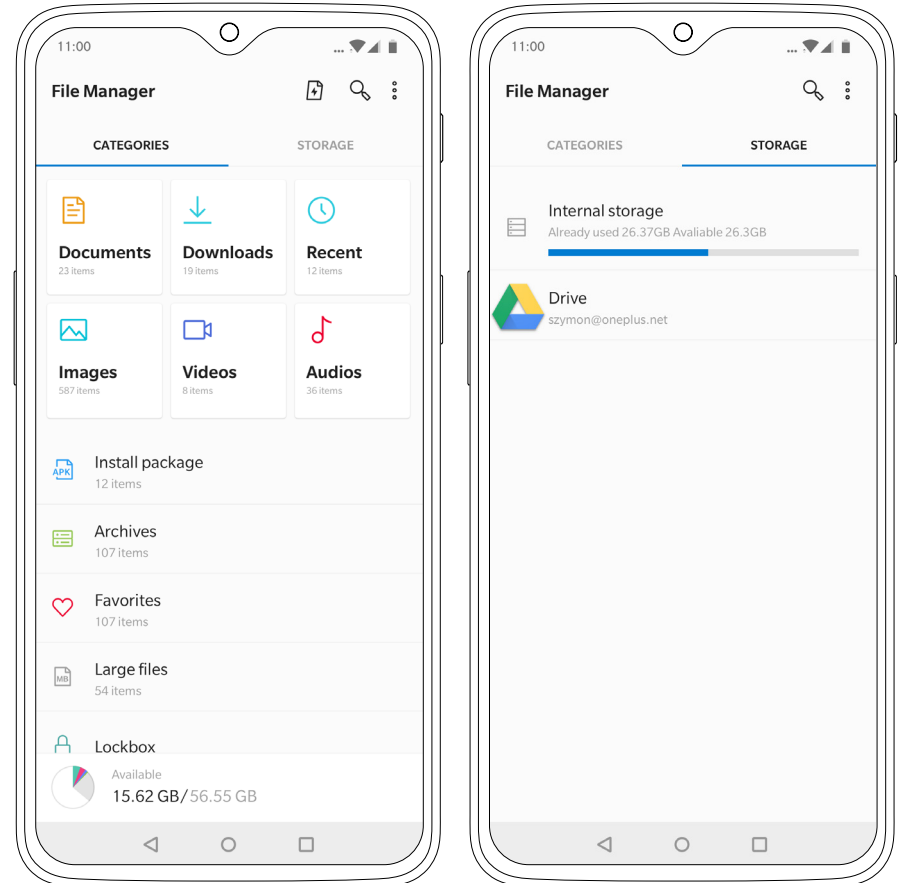 11:00
File Manager
CATEGORIES STORAGE
Documents
23 items
Downloads
19 items
Recent
12 items
Images
587 items
Videos
8 items
Audios
36 items
APK
Install package
12 items
Archives
107 items
Favorites
107 items
MB
Large files
54 items
Lockbox
Available
15.62 GB/56.55 GB
11:00
File Manager
CATEGORIES STORAGE
Internal storage
Already used 26.37GB Avaliable 26.3GB
Drive
szymon@oneplus.net